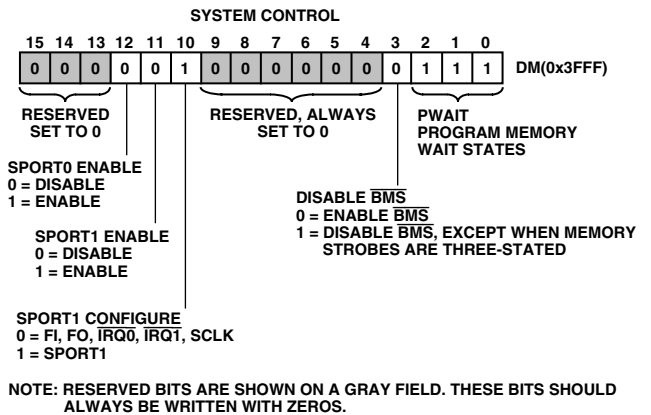 SYSTEM CONTROL
15 14 13 12 11 10 9 8 7 6 5 4 3 2 1 0
0 0 0 0 0 1 0 0 0 0 0 0 0 1 1 1 DM(0x3FFF)
RESERVED
SET TO 0
RESERVED, ALWAYS
SET TO 0
PWAIT
PROGRAM MEMORY
WAIT STATES
SPORT0 ENABLE
0 = DISABLE
1 = ENABLE
DISABLE BMS
0 = ENABLE BMS
1 = DISABLE BMS, EXCEPT WHEN MEMORY
STROBES ARE THREE-STATED
SPORT1 ENABLE
0 = DISABLE
1 = ENABLE
SPORT1 CONFIGURE
0 = FI, FO, IRQ0, IRQ1, SCLK
1 = SPORT1
NOTE: RESERVED BITS ARE SHOWN ON A GRAY FIELD. THESE BITS SHOULD
ALWAYS BE WRITTEN WITH ZEROS.